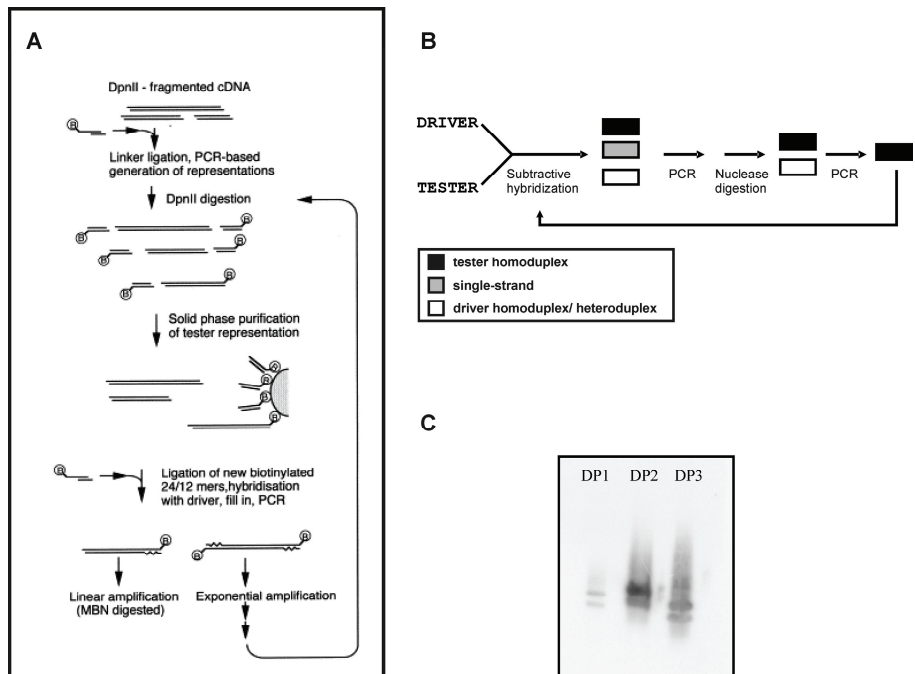 A
DpnII - fragmented cDNA
B
Linker ligation, PCR-based
generation of representations
DpnII digestion
B
B
B
B
B
B
Solid phase purification
of tester representation
B
B
B
B
B
Ligation of new biotinylated
24/12 mers,hybridisation
with driver, fill in, PCR
B
B
B
Linear amplification
(MBN digested)
Exponential amplification
B
DRIVER
TESTER
Subtractive
hybridization
PCR
Nuclease
digestion
PCR
tester homoduplex
single-strand
driver homoduplex/ heteroduplex
C
DP1 DP2 DP3